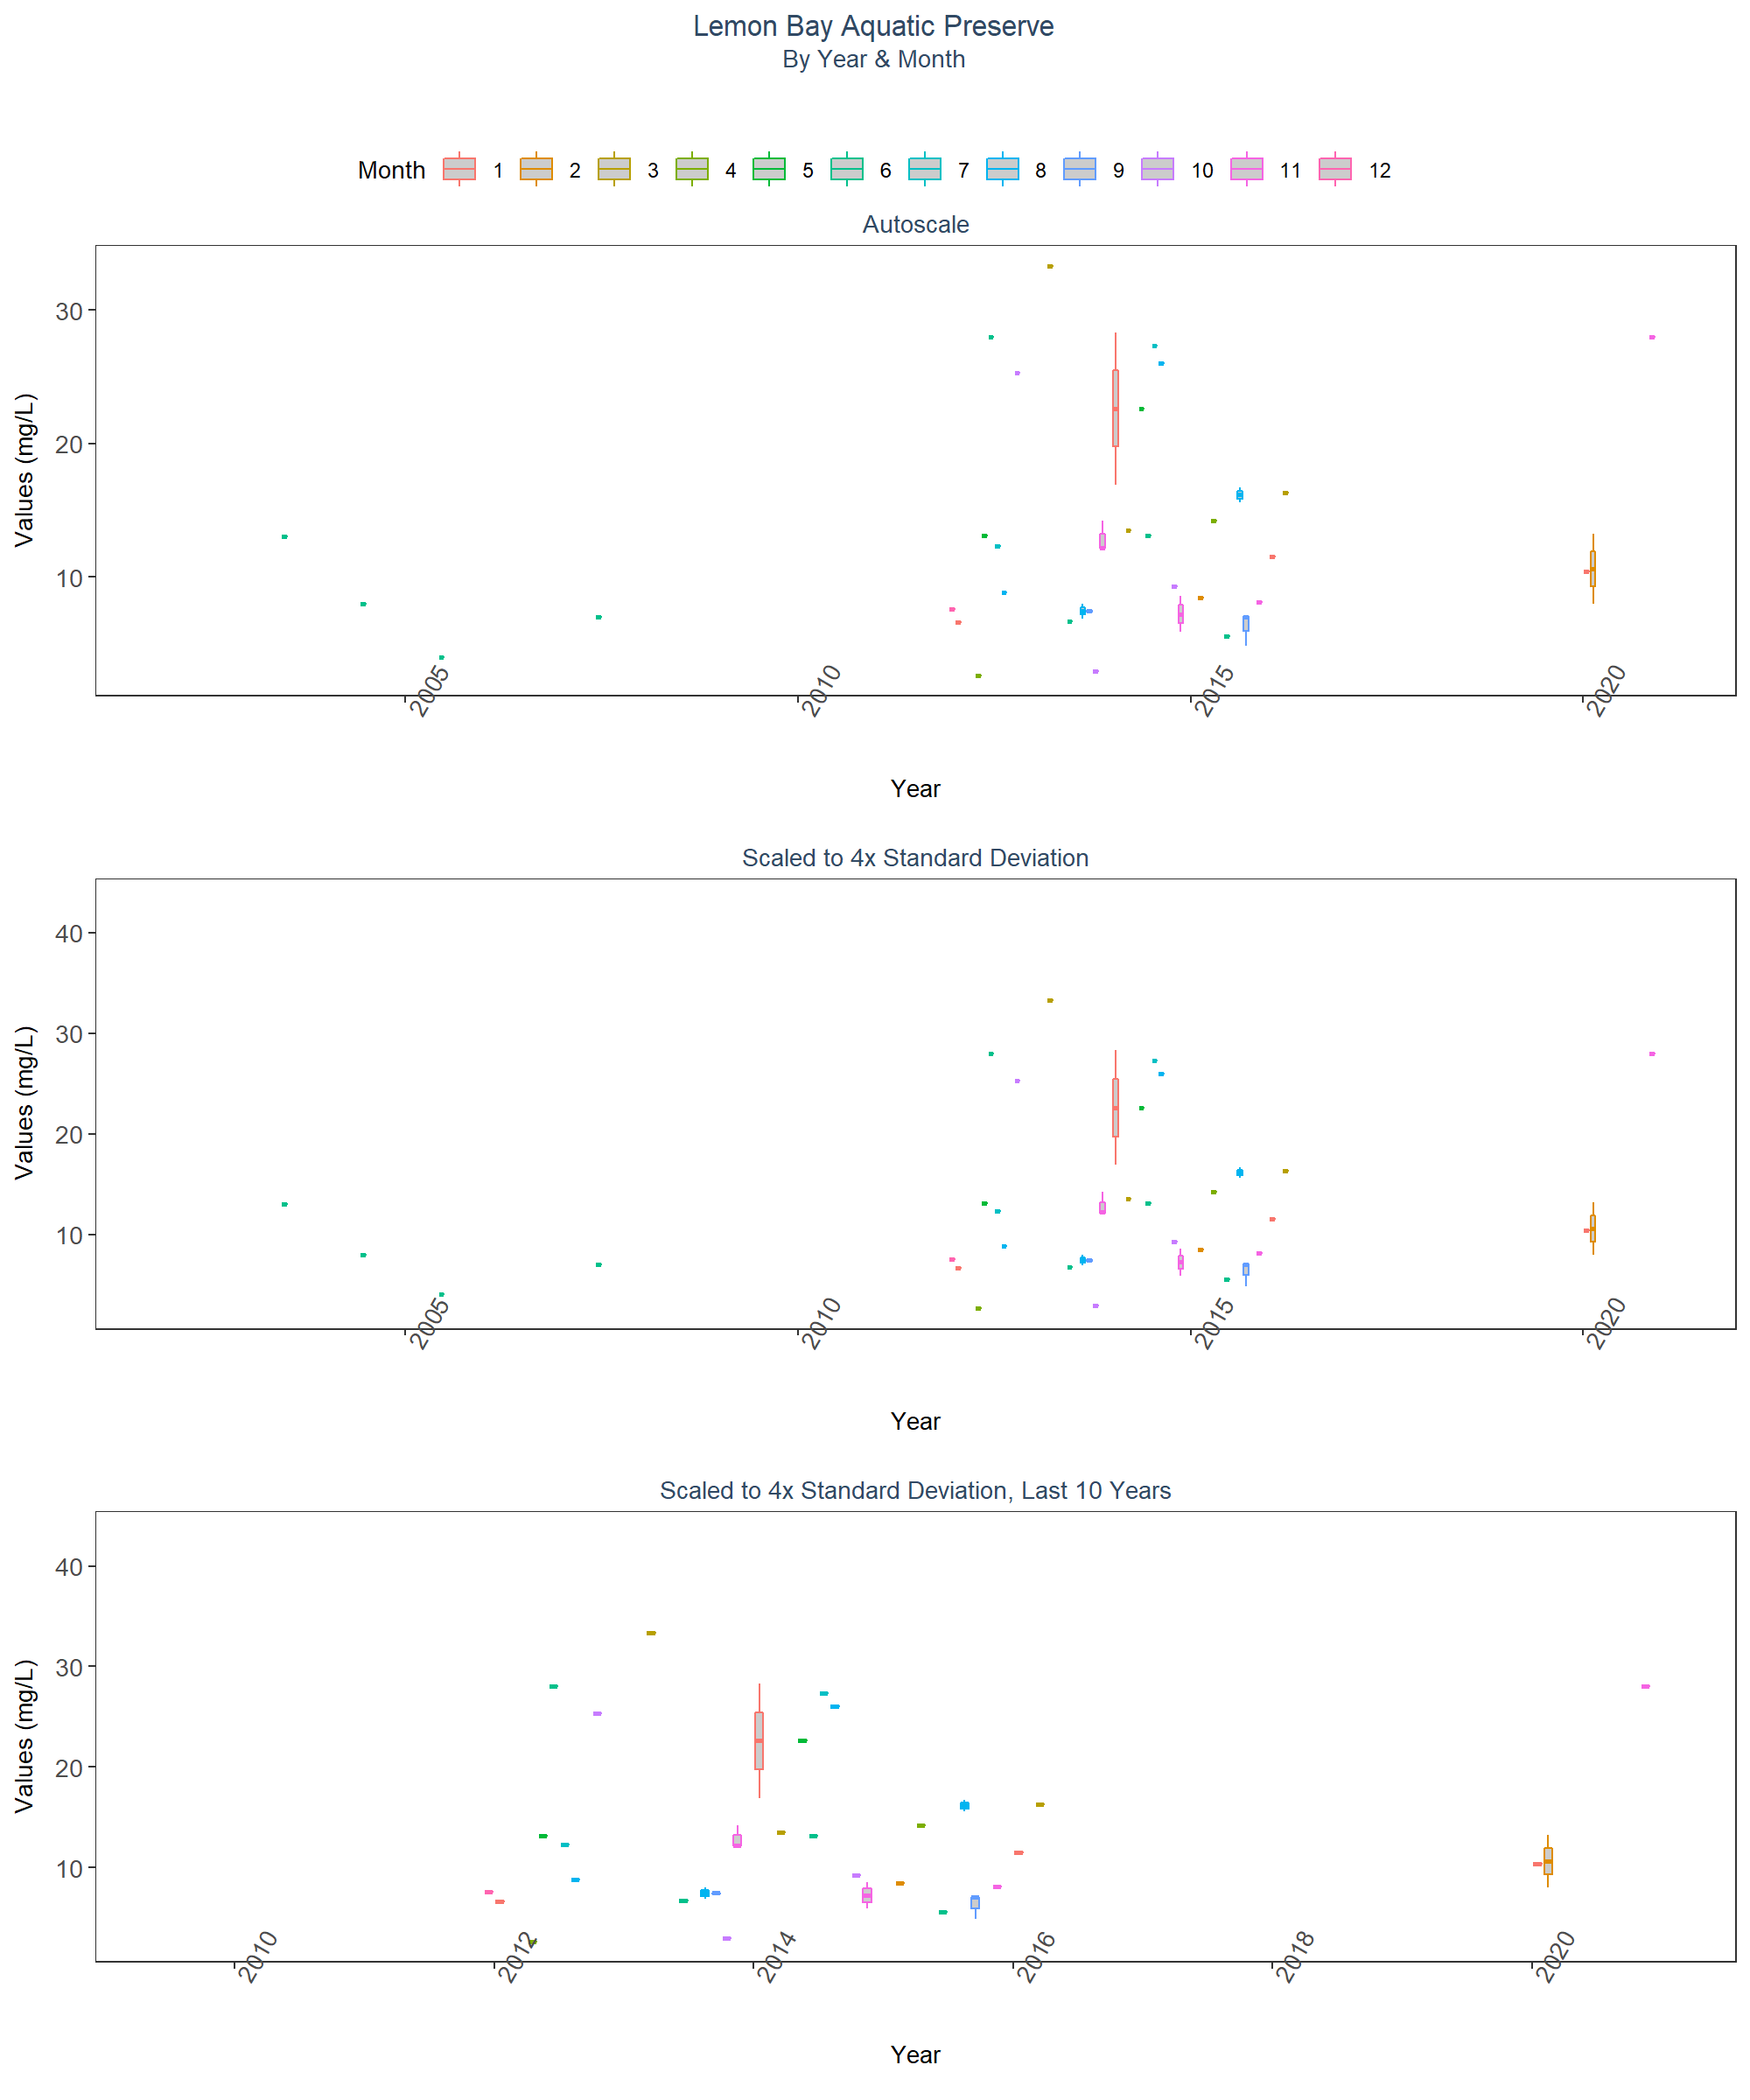 Lemon Bay Aquatic Preserve
By Year & Month
Month 1 2 3 4 5 6 7 8 9 10 11 12
Autoscale
30
20
10
Values (mg/L)
2005 2010 2015 2020
Year
Scaled to 4x Standard Deviation
40
30
20
10
Values (mg/L)
2005 2010 2015 2020
Year
Scaled to 4x Standard Deviation, Last 10 Years
40
30
20
10
Values (mg/L)
2010 2012 2014 2016 2018 2020
Year